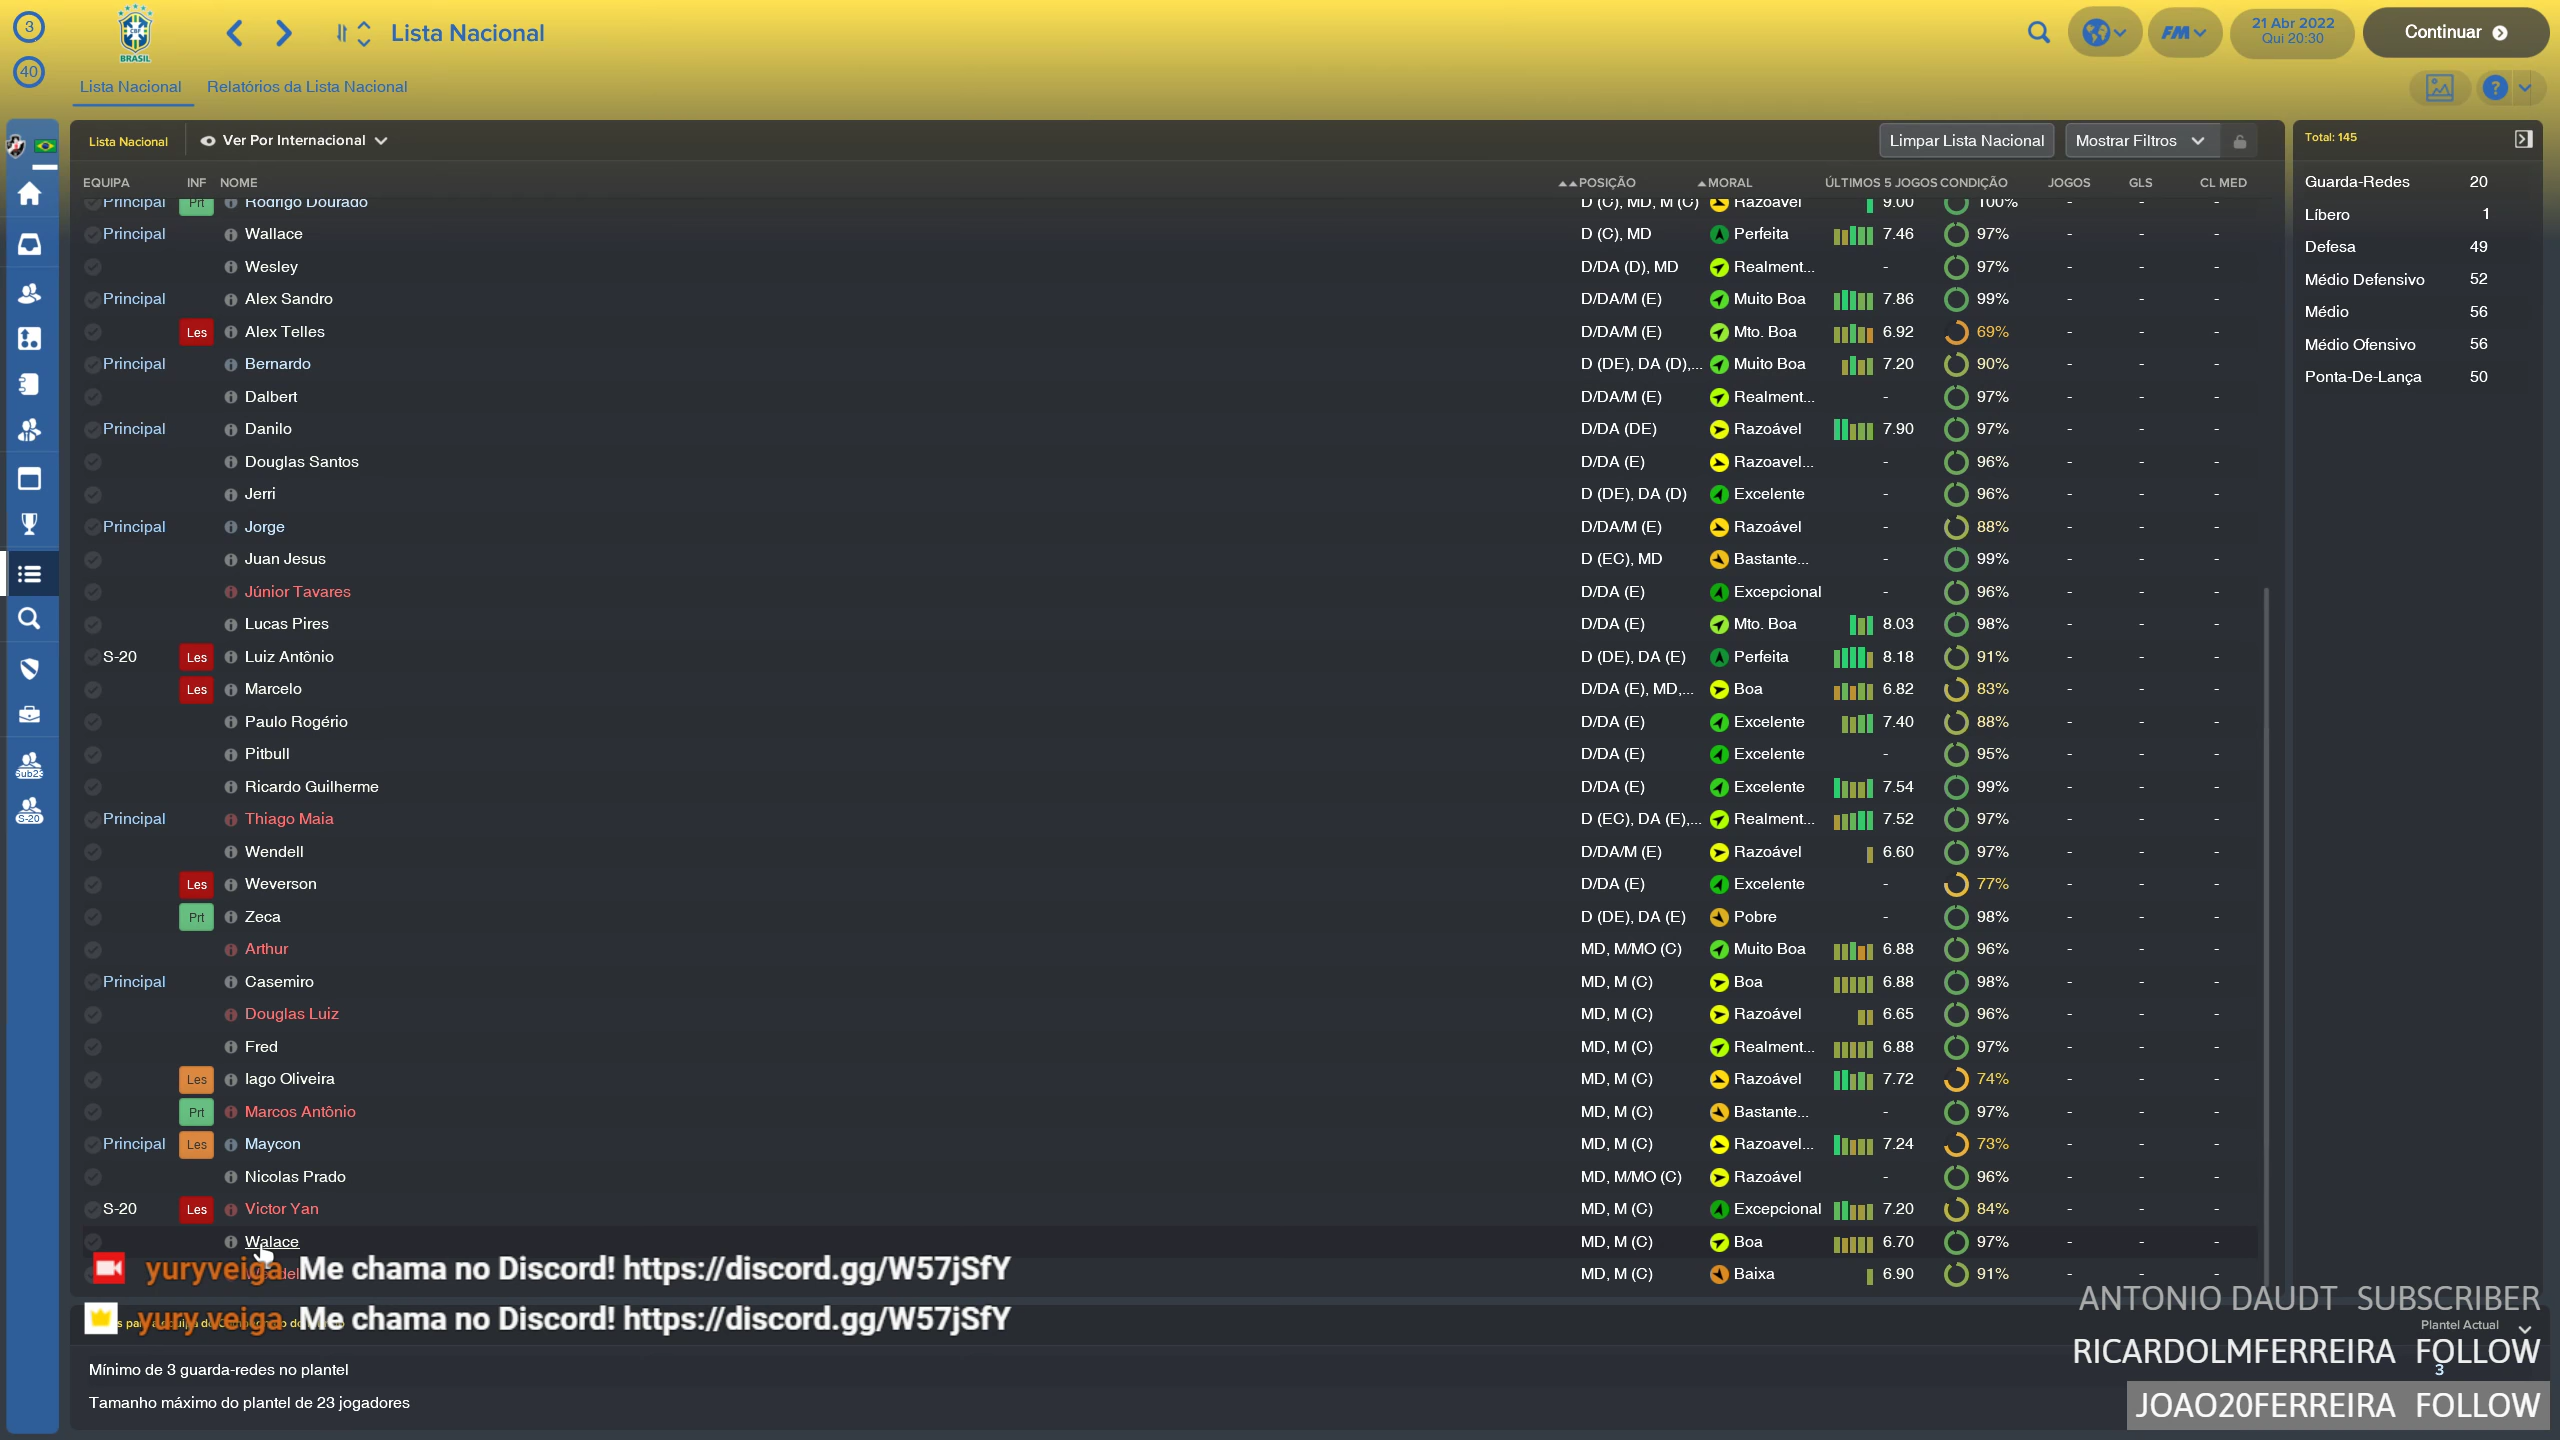 3
BRASIL
Lista Nacional
21 Abr 2022
Qui 20:30
Continuar
40
Lista Nacional Relatórios da Lista Nacional
Lista Nacional Ver Por Internacional Limpar Lista Nacional Mostrar Filtros
EQUIPA INF NOME POSIÇÃO MORAL ÚLTIMOS 5 JOGOS CONDIÇÃO JOGOS GLS CL MED
Principal Prt Rodrigo Dourado D (C), MD, M (C) Razoável 9.00 100% - - -
Principal Wallace D (C), MD Perfeita 7.46 97% - - -
Wesley D/DA (D), MD Realment... - 97% - - -
Principal Alex Sandro D/DA/M (E) Muito Boa 7.86 99% - - -
Les Alex Telles D/DA/M (E) Mto. Boa 6.92 69% - - -
Principal Bernardo D (DE), DA (D),... Muito Boa 7.20 90% - - -
Dalbert D/DA/M (E) Realment... - 97% - - -
Principal Danilo D/DA (DE) Razoável 7.90 97% - - -
Douglas Santos D/DA (E) Razoavel... - 96% - - -
Jerri D (DE), DA (D) Excelente - 96% - - -
Principal Jorge D/DA/M (E) Razoável - 88% - - -
Juan Jesus D (EC), MD Bastante... - 99% - - -
Júnior Tavares D/DA (E) Excepcional - 96% - - -
Lucas Pires D/DA (E) Mto. Boa 8.03 98% - - -
S-20 Les Luiz Antônio D (DE), DA (E) Perfeita 8.18 91% - - -
Les Marcelo D/DA (E), MD,... Boa 6.82 83% - - -
Paulo Rogério D/DA (E) Excelente 7.40 88% - - -
Pitbull D/DA (E) Excelente - 95% - - -
Ricardo Guilherme D/DA (E) Excelente 7.54 99% - - -
Principal Thiago Maia D (EC), DA (E),... Realment... 7.52 97% - - -
Wendell D/DA/M (E) Razoável 6.60 97% - - -
Les Weverson D/DA (E) Excelente - 77% - - -
Prt Zeca D (DE), DA (E) Pobre - 98% - - -
Arthur MD, M/MO (C) Muito Boa 6.88 96% - - -
Principal Casemiro MD, M (C) Boa 6.88 98% - - -
Douglas Luiz MD, M (C) Razoável 6.65 96% - - -
Fred MD, M (C) Realment... 6.88 97% - - -
Les Iago Oliveira MD, M (C) Razoável 7.72 74% - - -
Prt Marcos Antônio MD, M (C) Bastante... - 97% - - -
Principal Les Maycon MD, M (C) Razoavel... 7.24 73% - - -
Nicolas Prado MD, M/MO (C) Razoável - 96% - - -
S-20 Les Victor Yan MD, M (C) Excepcional 7.20 84% - - -
Walace MD, M (C) Boa 6.70 97% - - -
MD, M (C) Baixa 6.90 91% - - -
Total: 145
Guarda-Redes 20
Líbero 1
Defesa 49
Médio Defensivo 52
Médio 56
Médio Ofensivo 56
Ponta-De-Lança 50
Sub23
S-20
yuryveiga Me chama no Discord! https://discord.gg/W57jSfY
yury veiga Me chama no Discord! https://discord.gg/W57jSfY
Plantel Actual
Mínimo de 3 guarda-redes no plantel 3
Tamanho máximo do plantel de 23 jogadores
ANTONIO DAUDT SUBSCRIBER
RICARDOLMFERREIRA FOLLOW
JOAO20FERREIRA FOLLOW